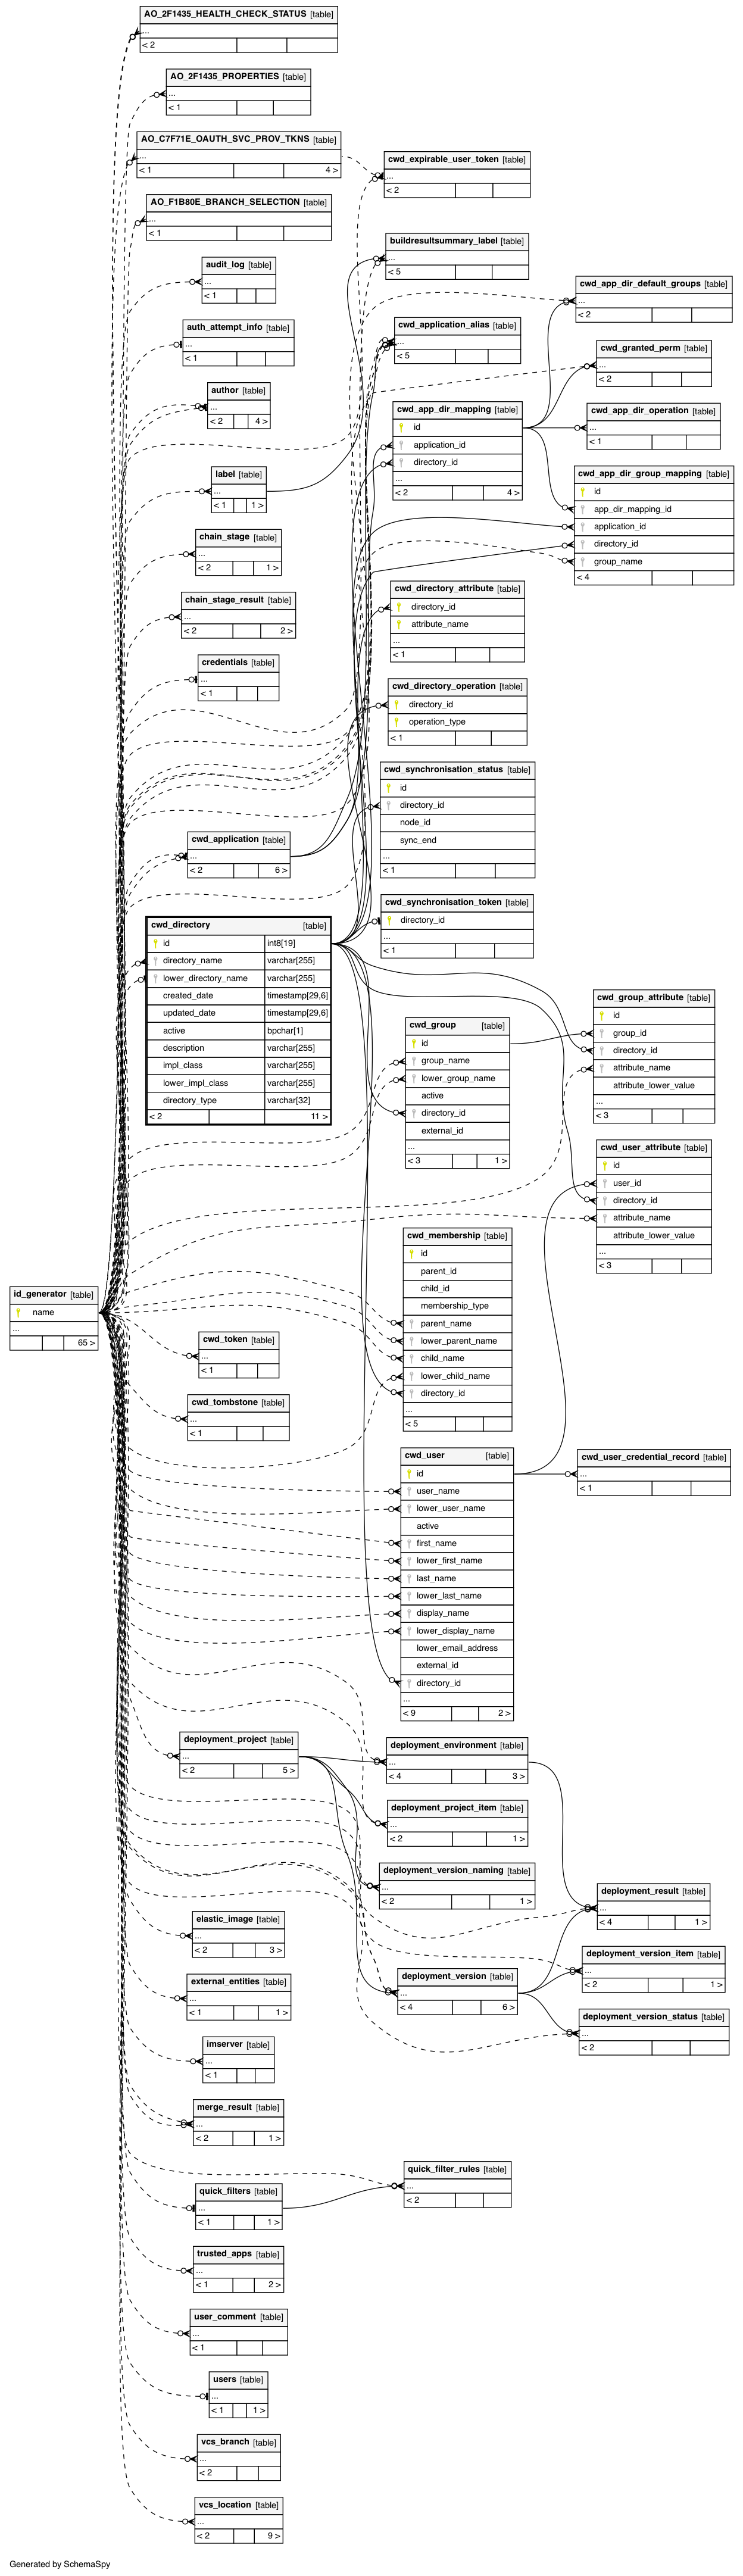 AO_2F1435_HEALTH_CHECK_STATUS [table]
...
< 2
AO_2F1435_PROPERTIES [table]
...
< 1
AO_C7F71E_OAUTH_SVC_PROV_TKNS [table]
...
< 1 4 >
cwd_expirable_user_token [table]
...
< 2
AO_F1B80E_BRANCH_SELECTION [table]
...
< 1
buildresultsummary_label [table]
...
< 5
audit_log [table]
...
< 1
cwd_app_dir_default_groups [table]
...
< 2
auth_attempt_info [table]
...
< 1
cwd_application_alias [table]
...
< 5
cwd_granted_perm [table]
...
< 2
author [table]
...
< 2 4 >
cwd_app_dir_mapping [table]
id
application_id
directory_id
...
< 2 4 >
cwd_app_dir_operation [table]
...
< 1
label [table]
...
< 1 1 >
cwd_app_dir_group_mapping [table]
id
app_dir_mapping_id
application_id
directory_id
group_name
< 4
chain_stage [table]
...
< 2 1 >
chain_stage_result [table]
...
< 2 2 >
cwd_directory_attribute [table]
directory_id
attribute_name
...
< 1
credentials [table]
...
< 1
cwd_directory_operation [table]
directory_id
operation_type
< 1
cwd_synchronisation_status [table]
id
directory_id
node_id
sync_end
...
< 1
cwd_application [table]
...
< 2 6 >
cwd_synchronisation_token [table]
directory_id
...
< 1
cwd_directory [table]
id int8[19]
directory_name varchar[255]
lower_directory_name varchar[255]
created_date timestamp[29,6]
updated_date timestamp[29,6]
active bpchar[1]
description varchar[255]
impl_class varchar[255]
lower_impl_class varchar[255]
directory_type varchar[32]
< 2 11 >
cwd_group [table]
id
group_name
lower_group_name
active
directory_id
external_id
...
< 3 1 >
cwd_group_attribute [table]
id
group_id
directory_id
attribute_name
attribute_lower_value
...
< 3
cwd_user_attribute [table]
id
user_id
directory_id
attribute_name
attribute_lower_value
...
< 3
cwd_membership [table]
id
parent_id
child_id
membership_type
parent_name
lower_parent_name
child_name
lower_child_name
directory_id
...
< 5
id_generator [table]
name
...
65 >
cwd_token [table]
...
< 1
cwd_tombstone [table]
...
< 1
cwd_user [table]
id
user_name
lower_user_name
active
first_name
lower_first_name
last_name
lower_last_name
display_name
lower_display_name
lower_email_address
external_id
directory_id
...
< 9 2 >
cwd_user_credential_record [table]
...
< 1
deployment_project [table]
...
< 2 5 >
deployment_environment [table]
...
< 4 3 >
deployment_project_item [table]
...
< 2 1 >
deployment_version_naming [table]
...
< 2 1 >
deployment_result [table]
...
< 4 1 >
elastic_image [table]
...
< 2 3 >
deployment_version_item [table]
...
< 2 1 >
external_entities [table]
...
< 1 1 >
deployment_version [table]
...
< 4 6 >
deployment_version_status [table]
...
< 2
imserver [table]
...
< 1
merge_result [table]
...
< 2 1 >
quick_filter_rules [table]
...
< 2
quick_filters [table]
...
< 1 1 >
trusted_apps [table]
...
< 1 2 >
user_comment [table]
...
< 1
users [table]
...
< 1 1 >
vcs_branch [table]
...
< 2
vcs_location [table]
...
< 2 9 >
Generated by SchemaSpy